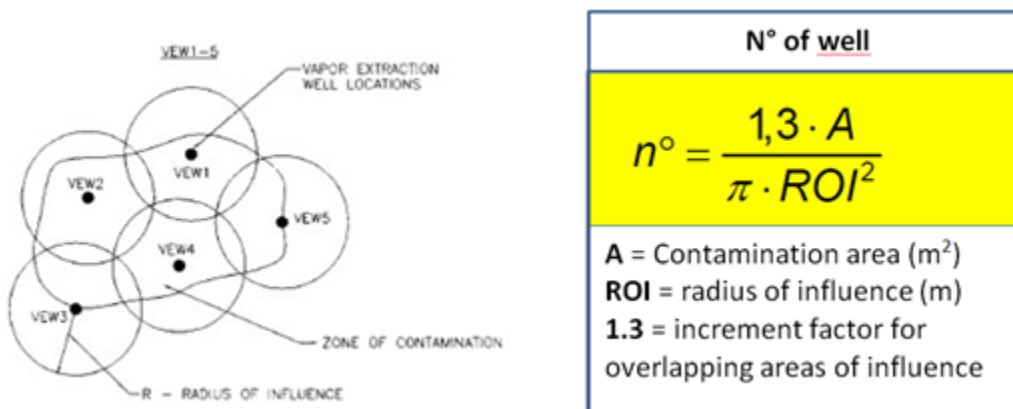 VEW1-5
VAPOR EXTRACTION
WELL LOCATIONS
VEW1
VEW2
VEW5
VEW4
VEW3
ZONE OF CONTAMINATION
R - RADIUS OF INFLUENCE
N° of well
n° = 1,3 · A / π · ROI²
A = Contamination area (m²)
ROI = radius of influence (m)
1.3 = increment factor for
overlapping areas of influence